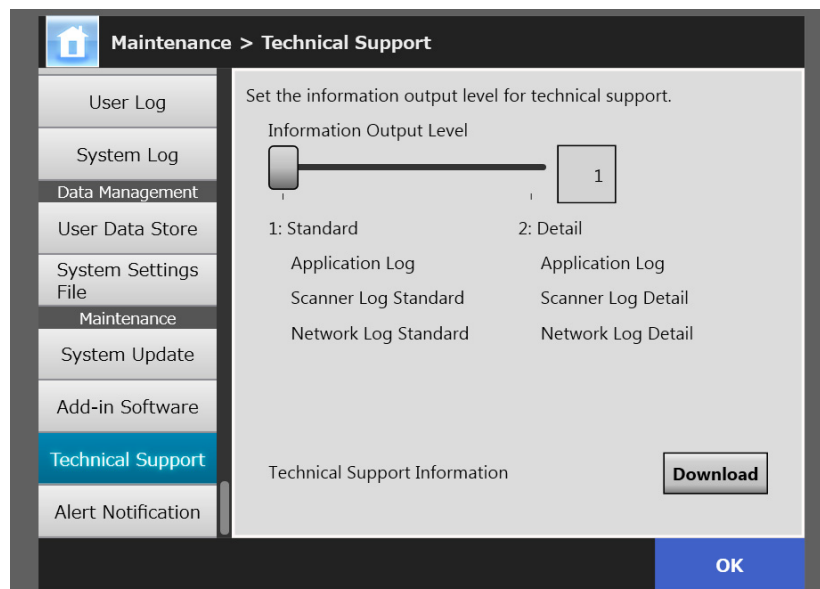 Maintenance > Technical Support
User Log
System Log
Data Management
User Data Store
System Settings
File
Maintenance
System Update
Add-in Software
Technical Support
Alert Notification
Set the information output level for technical support.
Information Output Level
1
1: Standard
Application Log
Scanner Log Standard
Network Log Standard
2: Detail
Application Log
Scanner Log Detail
Network Log Detail
Technical Support Information
Download
OK